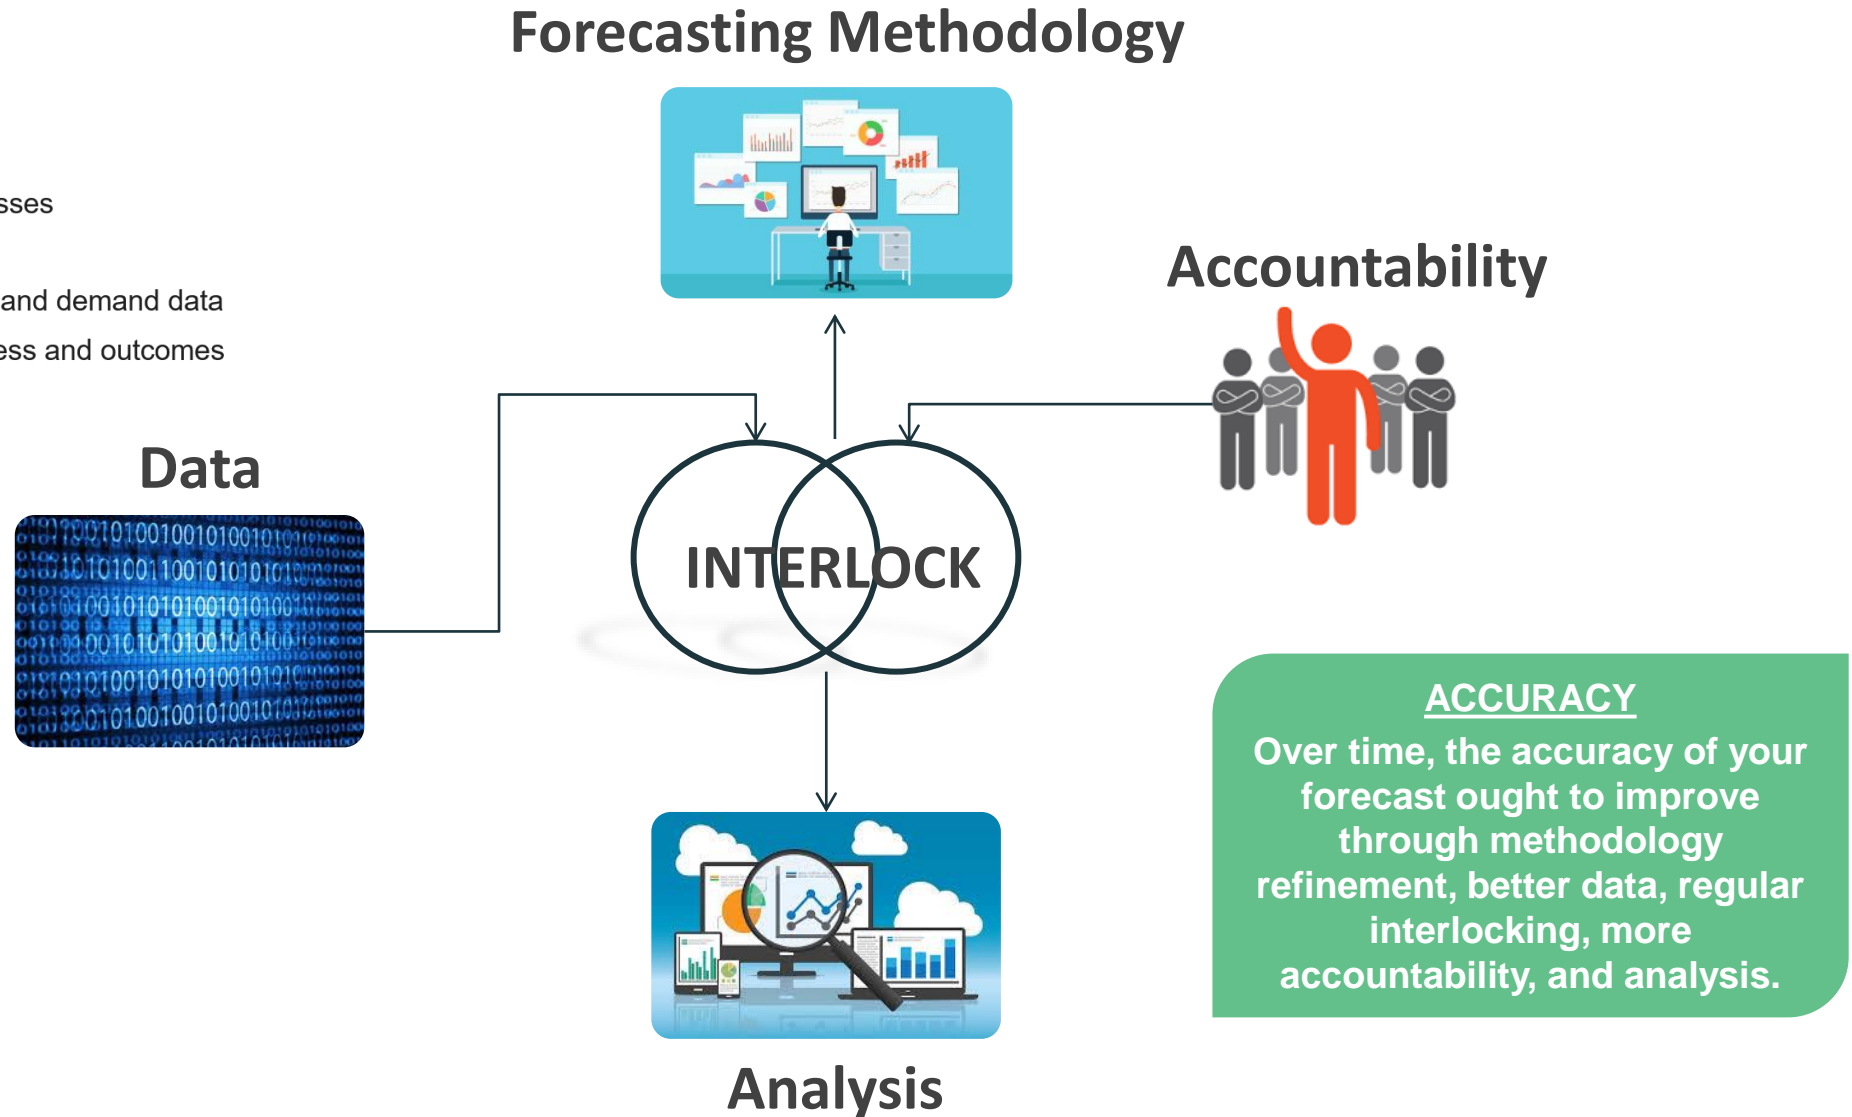 Forecasting Methodology
sses
and demand data
ess and outcomes
Accountability
Data
INTERLOCK
ACCURACY
Over time, the accuracy of your
forecast ought to improve
through methodology
refinement, better data, regular
interlocking, more
accountability, and analysis.
Analysis